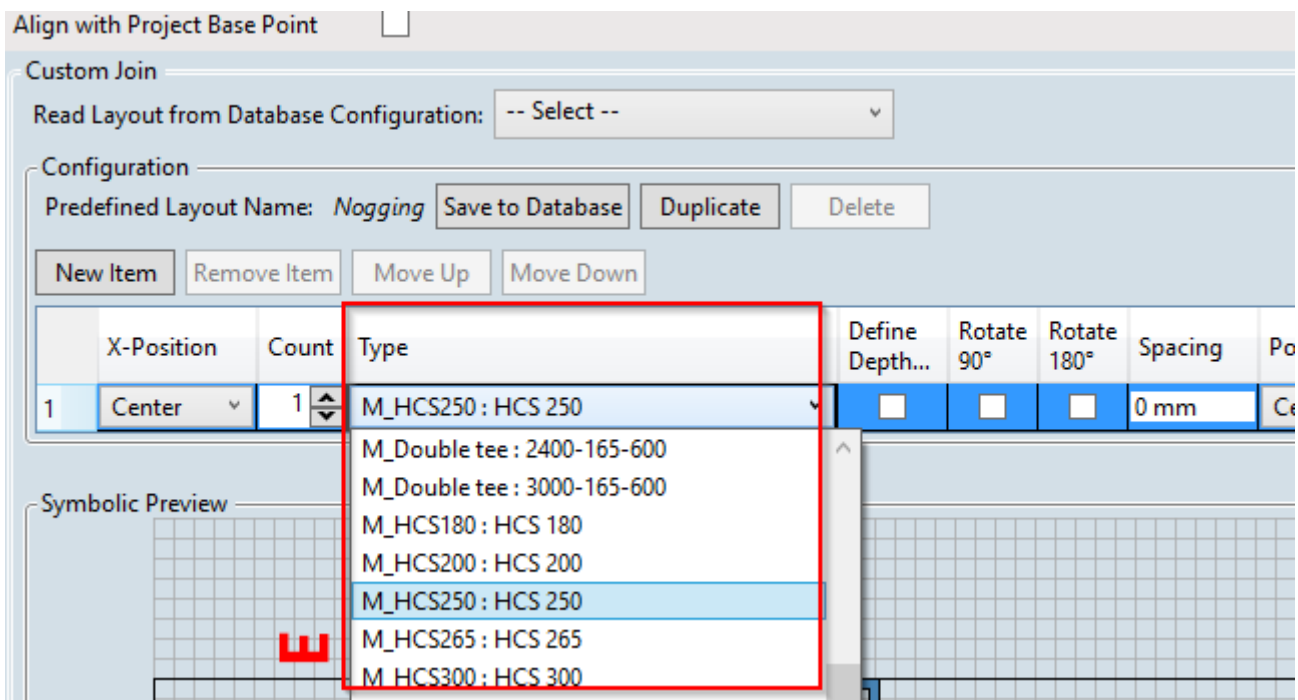 Align with Project Base Point
Custom Join
Read Layout from Database Configuration: -- Select --
Configuration
Predefined Layout Name: Nogging Save to Database Duplicate Delete
New Item Remove Item Move Up Move Down
X-Position Count Type Define Depth... Rotate 90° Rotate 180° Spacing Po
1 Center 1 M_HCS250 : HCS 250 0 mm Ce
M_Double tee : 2400-165-600
M_Double tee : 3000-165-600
Symbolic Preview
M_HCS180 : HCS 180
M_HCS200 : HCS 200
M_HCS250 : HCS 250
M_HCS265 : HCS 265
E
M_HCS300 : HCS 300